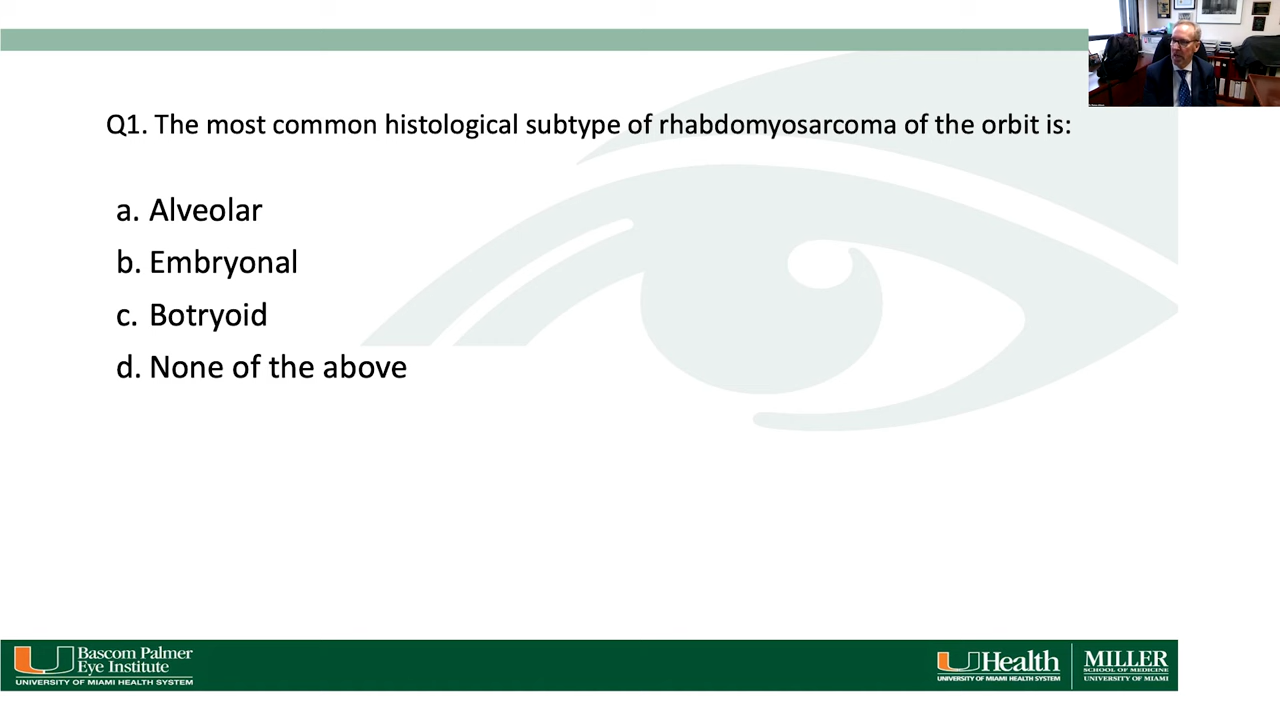 Q1. The most common histological subtype of rhabdomyosarcoma of the orbit is:
a. Alveolar
b. Embryonal
c. Botryoid
d. None of the above
Bascom Palmer
Eye Institute
UNIVERSITY OF MIAMI HEALTH SYSTEM
UHealth
UNIVERSITY OF MIAMI HEALTH SYSTEM
MILLER
SCHOOL OF MEDICINE
UNIVERSITY OF MIAMI